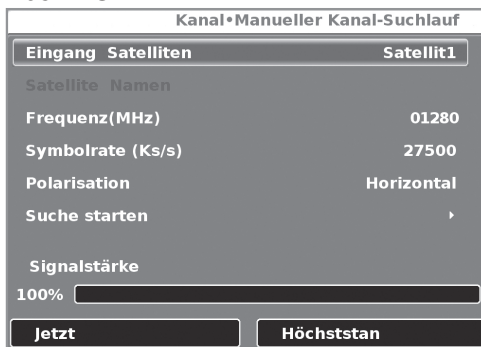 Kanal•Manueller Kanal-Suchlauf
Eingang Satelliten Satellit1
Satellite Namen
Frequenz(MHz) 01280
Symbolrate (Ks/s) 27500
Polarisation Horizontal
Suche starten
Signalstärke
100%
Jetzt Höchststan